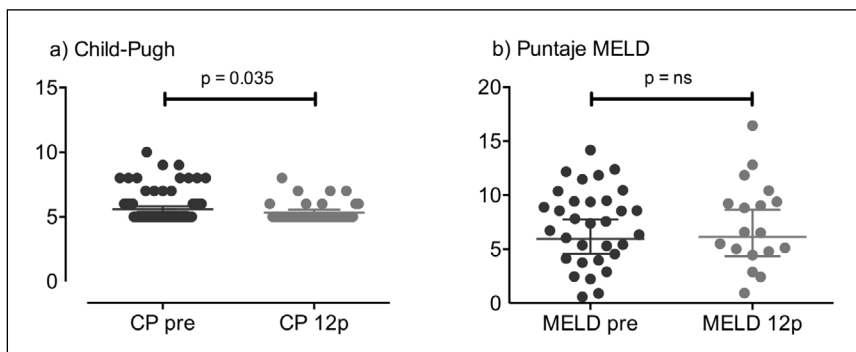 a) Child-Pugh
p = 0.035
15
10
5
0
CP pre
CP 12p
b) Puntaje MELD
p = ns
20
15
10
5
0
MELD pre
MELD 12p